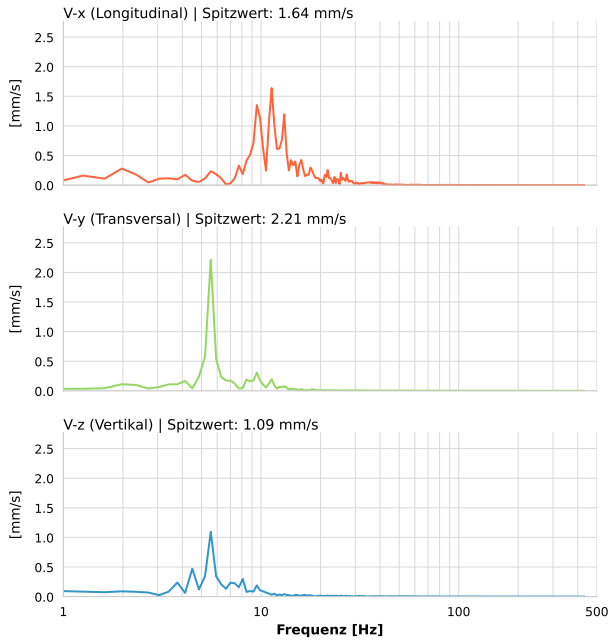 V-x (Longitudinal) | Spitzwert: 1.64 mm/s
2.5
2.0
1.5
1.0
0.5
0.0
[mm/s]
V-y (Transversal) | Spitzwert: 2.21 mm/s
2.5
2.0
1.5
1.0
0.5
0.0
[mm/s]
V-z (Vertikal) | Spitzwert: 1.09 mm/s
2.5
2.0
1.5
1.0
0.5
0.0
[mm/s]
1 10 100 500
Frequenz [Hz]